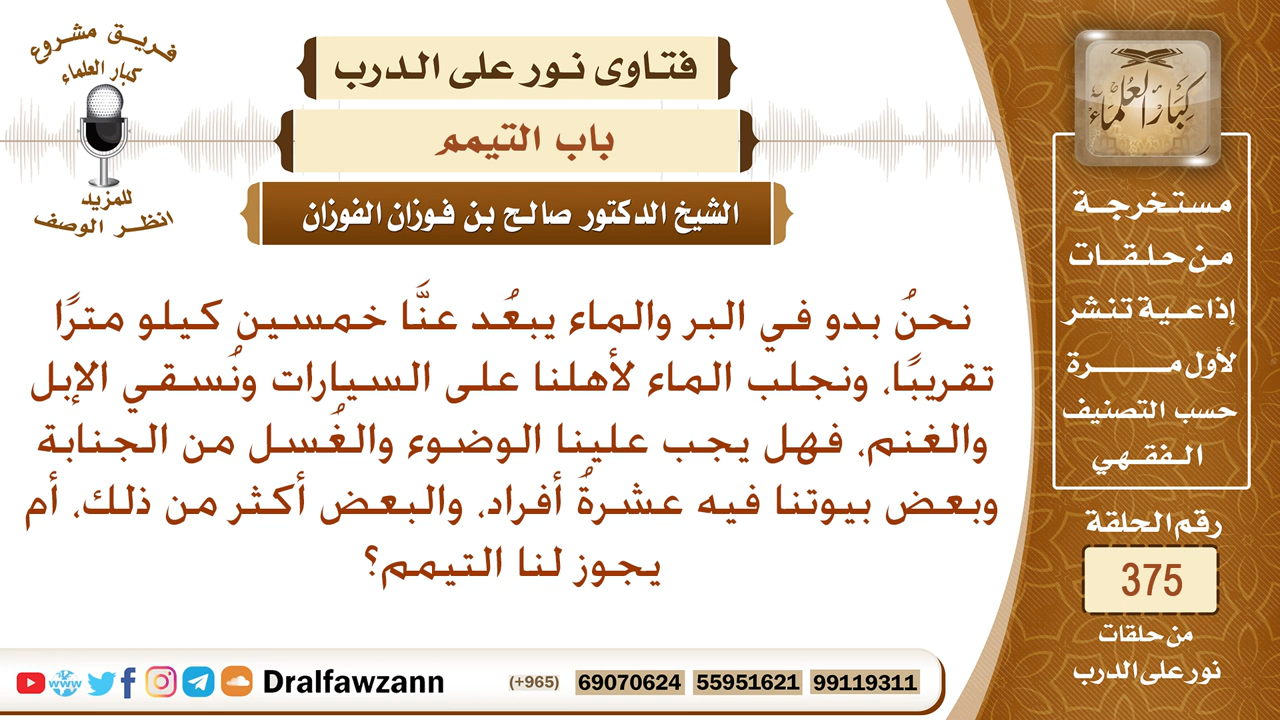 فريق مشروع
كبار العلماء
للمزيد
انظر الوصف
فتاوى نور على الدرب
باب التيمم
الشيخ الدكتور صالح بن فوزان الفوزان
نحنُ بدو في البر والماء يبعُد عنَّا خمسين كيلو مترًا
تقريبًا، ونجلب الماء لأهلنا على السيارات ونُسقي الإبل
والغنم، فهل يجب علينا الوضوء والغُسل من الجنابة
وبعض بيوتنا فيه عشرةُ أفراد، والبعض أكثر من ذلك، أم
يجوز لنا التيمم؟
كبار العلماء
مستخرجة
من حلقات
إذاعية تنشر
لأول مرة
حسب التصنيف
الفقهي
رقم الحلقة
375
من حلقات
نور على الدرب
www
Dralfawzann
(+965) 69070624 55951621 99119311